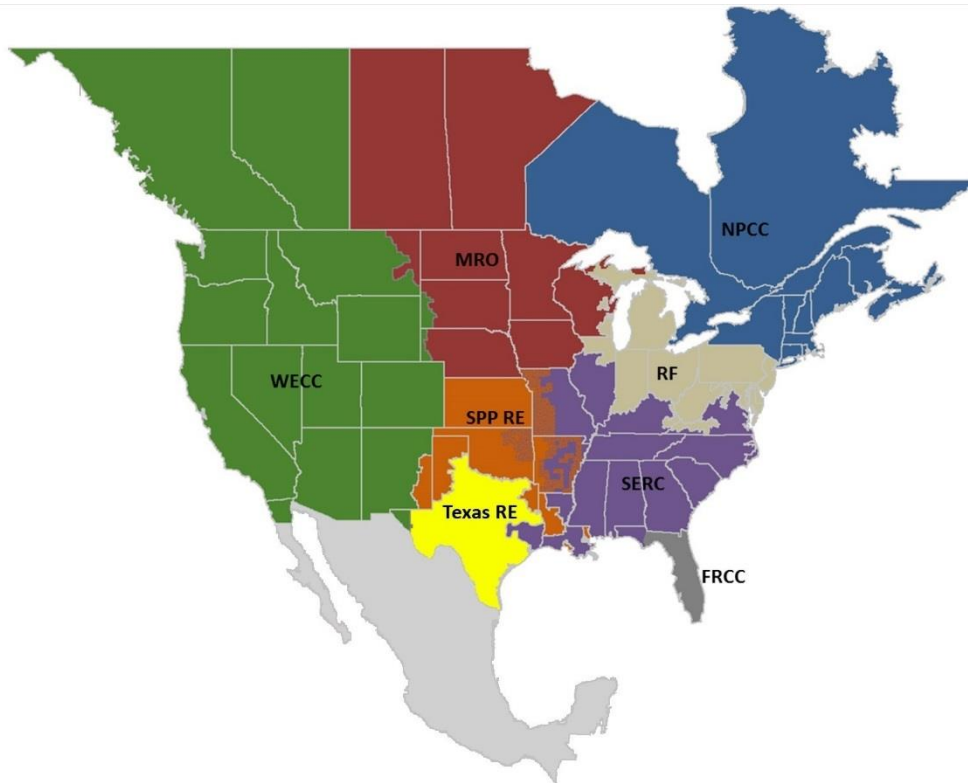 NPCC
MRO
RF
WECC
SPP RE
SERC
Texas RE
FRCC